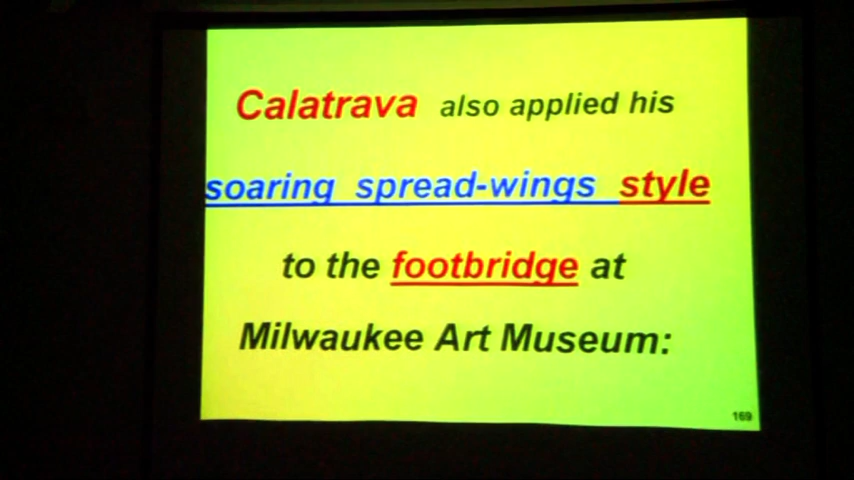 Calatrava also applied his
soaring spread-wings style
to the footbridge at
Milwaukee Art Museum:
169